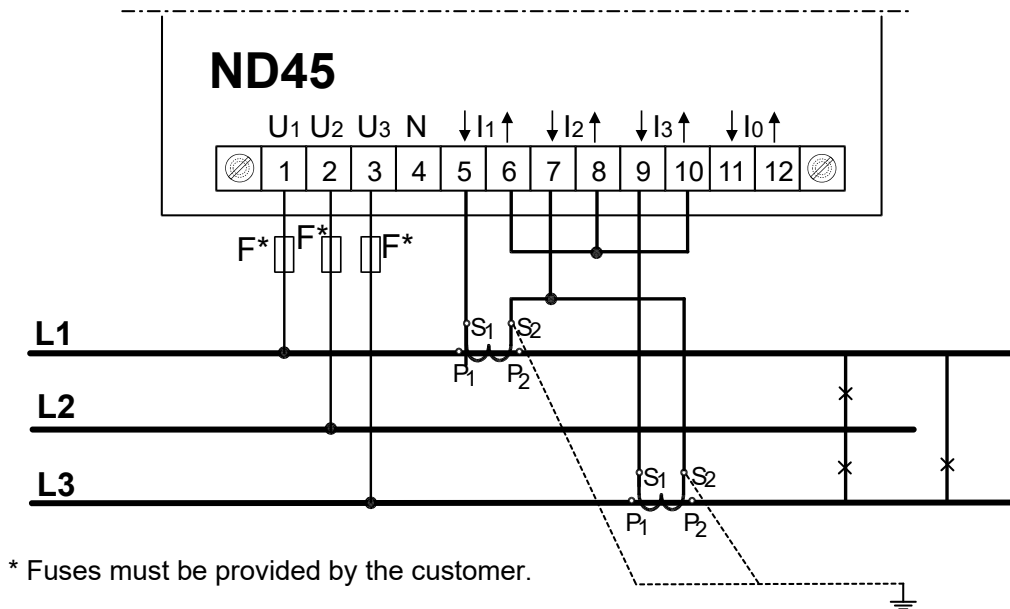 ND45
U1 U2 U3 N ↓I1↑ ↓I2↑ ↓I3↑ ↓I0↑
1 2 3 4 5 6 7 8 9 10 11 12
F* F* F*
S1 S2
L1
P1 P2
L2
S1 S2
L3
P1 P2
* Fuses must be provided by the customer.